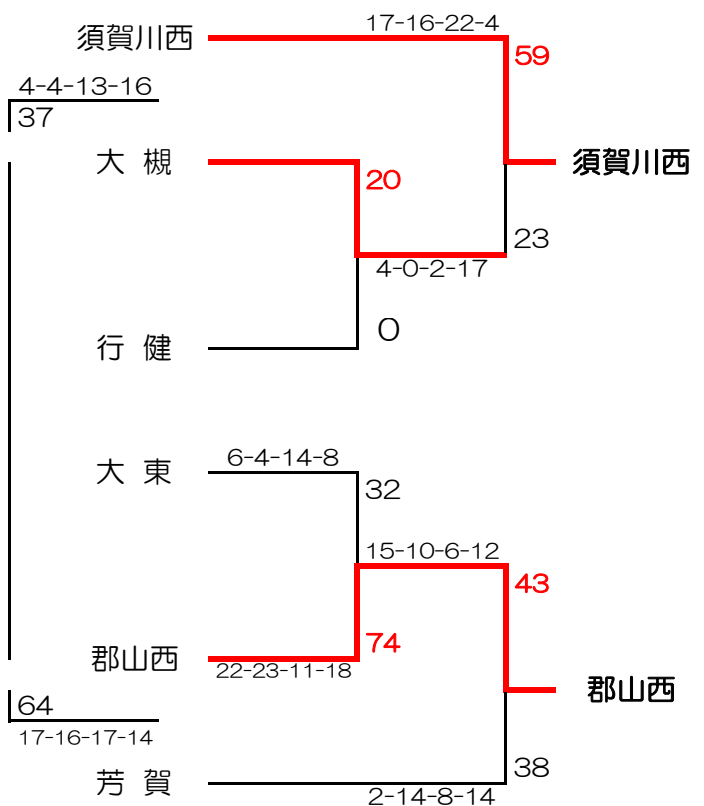 17-16-22-4
須賀川西
59
4-4-13-16
37
大 槻
須賀川西
20
23
4-0-2-17
0
行 健
6-4-14-8
大 東
32
15-10-6-12
43
74
郡山西
22-23-11-18
郡山西
64
17-16-17-14
38
芳 賀
2-14-8-14